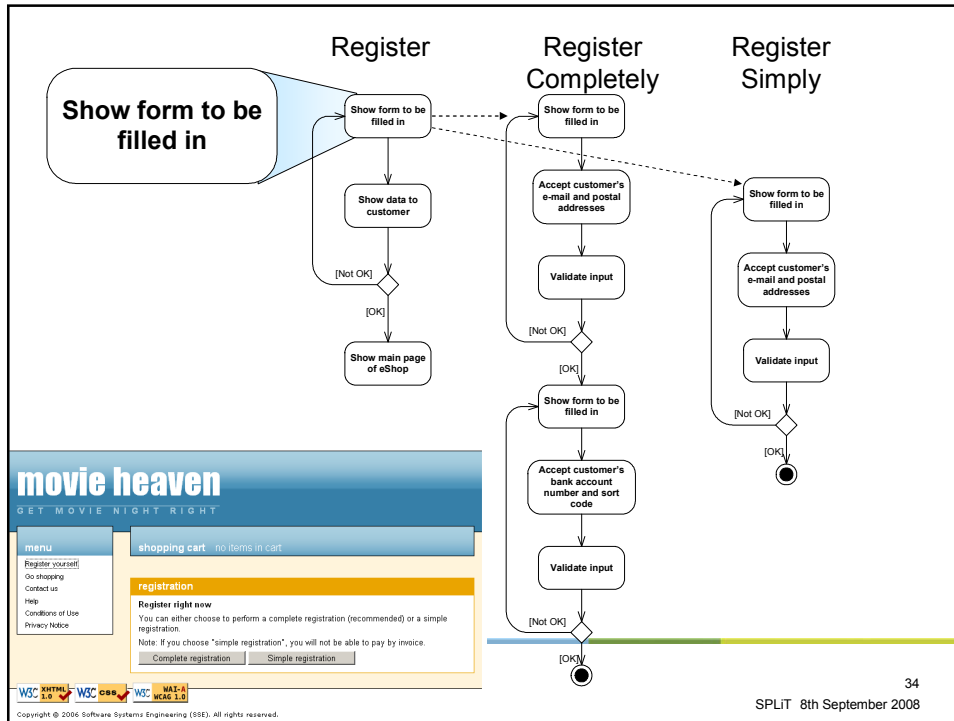 Register
Register
Completely
Register
Simply
Show form to be
filled in
Show form to be
filled in
Show data to
customer
[Not OK]
[OK]
Show main page
of eShop
Show form to be
filled in
Accept customer's
e-mail and postal
addresses
Validate input
[Not OK]
[OK]
Show form to be
filled in
Accept customer's
bank account
number and sort
code
Validate input
[Not OK]
[OK]
Show form to be
filled in
Accept customer's
e-mail and postal
addresses
Validate input
[Not OK]
[OK]
movie heaven
GET MOVIE NIGHT RIGHT
menu
Register yourself
Go shopping
Contact us
Help
Conditions of Use
Privacy Notice
shopping cart no items in cart
registration
Register right now
You can either choose to perform a complete registration (recommended) or a simple
registration.
Note: If you choose "simple registration", you will not be able to pay by invoice.
Complete registration Simple registration
W3C XHTML 1.0 W3C css W3C WAI-A WCAG 1.0
Copyright © 2006 Software Systems Engineering (SSE). All rights reserved.
34
SPLiT 8th September 2008